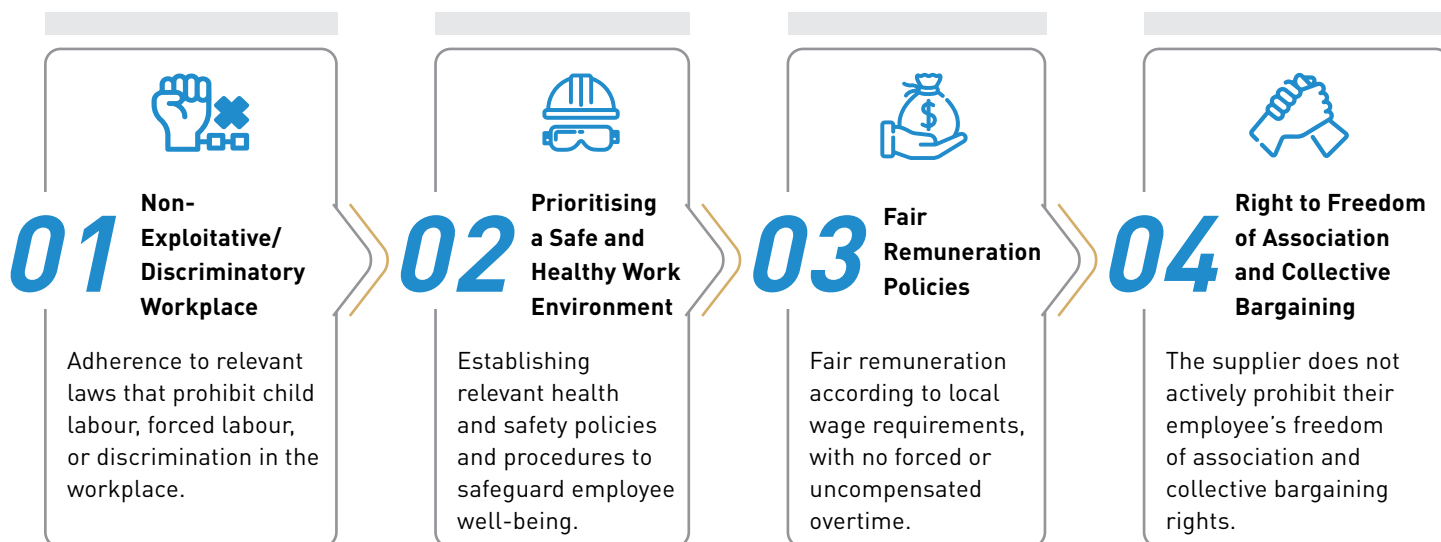 01
Non-
Exploitative/
Discriminatory
Workplace
Adherence to relevant
laws that prohibit child
labour, forced labour,
or discrimination in the
workplace.
02
Prioritising
a Safe and
Healthy Work
Environment
Establishing
relevant health
and safety policies
and procedures to
safeguard employee
well-being.
$
03
Fair
Remuneration
Policies
Fair remuneration
according to local
wage requirements,
with no forced or
uncompensated
overtime.
04
Right to Freedom
of Association
and Collective
Bargaining
The supplier does not
actively prohibit their
employee’s freedom
of association and
collective bargaining
rights.